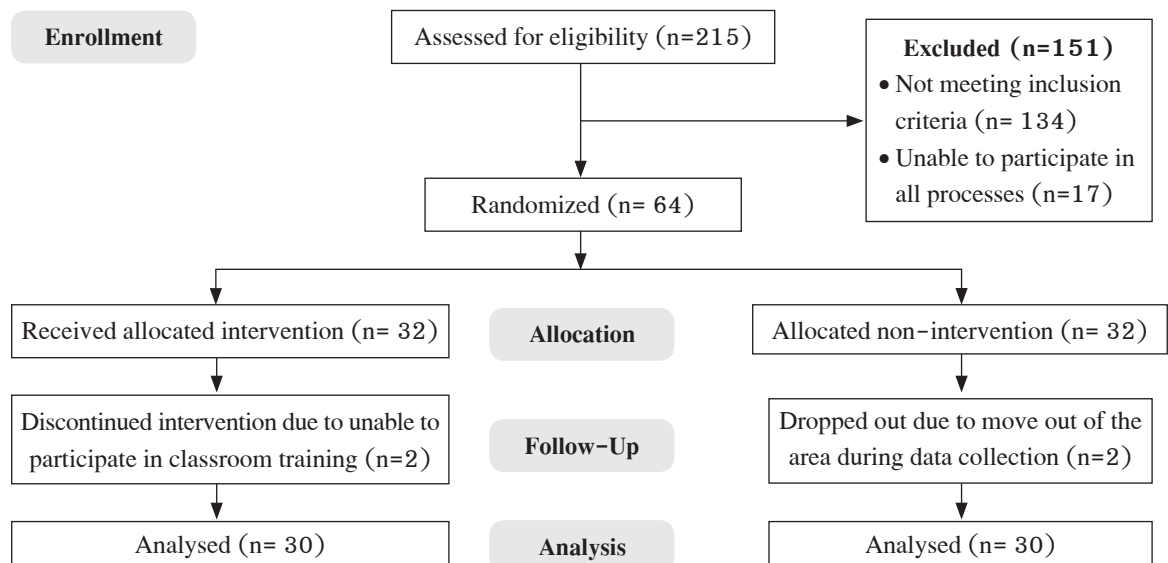 Enrollment
Assessed for eligibility (n=215)
Excluded (n=151)
• Not meeting inclusion
criteria (n= 134)
• Unable to participate in
all processes (n=17)
Randomized (n= 64)
Received allocated intervention (n= 32)
Allocation
Allocated non-intervention (n= 32)
Discontinued intervention due to unable to
participate in classroom training (n=2)
Follow-Up
Dropped out due to move out of the
area during data collection (n=2)
Analysed (n= 30)
Analysis
Analysed (n= 30)